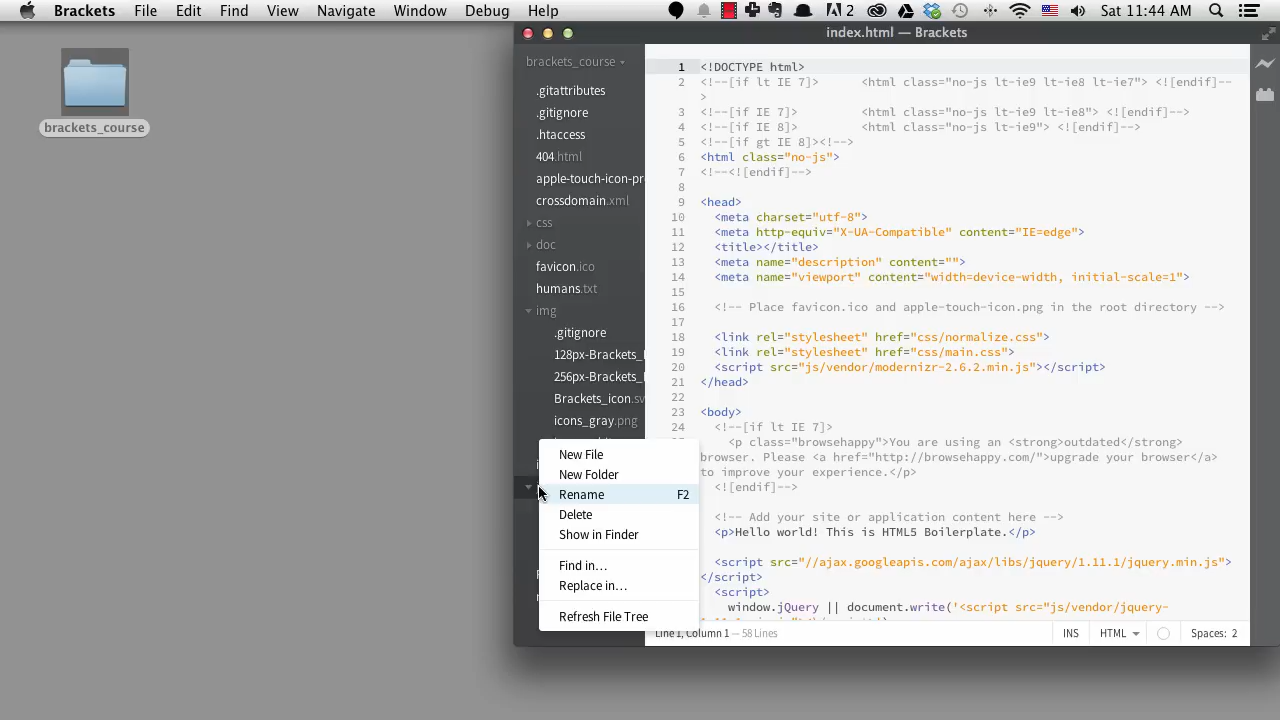 Brackets File Edit Find View Navigate Window Debug Help
2 Sat 11:44 AM
brackets_course
index.html — Brackets
brackets_course
.gitattributes
.gitignore
.htaccess
404.html
apple-touch-icon-pr
crossdomain.xml
css
doc
favicon.ico
humans.txt
img
.gitignore
128px-Brackets_
256px-Brackets_
Brackets_icon.sv
icons_gray.png
New File
New Folder
Rename F2
Delete
Show in Finder
Find in…
Replace in…
Refresh File Tree
1 <!DOCTYPE html>
2 <!--[if lt IE 7]> <html class="no-js lt-ie9 lt-ie8 lt-ie7"> <![endif]--
>
3 <!--[if IE 7]> <html class="no-js lt-ie9 lt-ie8"> <![endif]-->
4 <!--[if IE 8]> <html class="no-js lt-ie9"> <![endif]-->
5 <!--[if gt IE 8]><!-->
6 <html class="no-js">
7 <!--<![endif]-->
8
9 <head>
10 <meta charset="utf-8">
11 <meta http-equiv="X-UA-Compatible" content="IE=edge">
12 <title></title>
13 <meta name="description" content="">
14 <meta name="viewport" content="width=device-width, initial-scale=1">
15
16 <!-- Place favicon.ico and apple-touch-icon.png in the root directory -->
17
18 <link rel="stylesheet" href="css/normalize.css">
19 <link rel="stylesheet" href="css/main.css">
20 <script src="js/vendor/modernizr-2.6.2.min.js"></script>
21 </head>
22
23 <body>
24 <!--[if lt IE 7]>
<p class="browsehappy">You are using an <strong>outdated</strong>
browser. Please <a href="http://browsehappy.com/">upgrade your browser</a>
to improve your experience.</p>
<![endif]-->
<!-- Add your site or application content here -->
<p>Hello world! This is HTML5 Boilerplate.</p>
<script src="//ajax.googleapis.com/ajax/libs/jquery/1.11.1/jquery.min.js">
</script>
<script>
window.jQuery || document.write('<script src="js/vendor/jquery-
Line 1, Column 1 — 58 Lines
INS HTML Spaces: 2